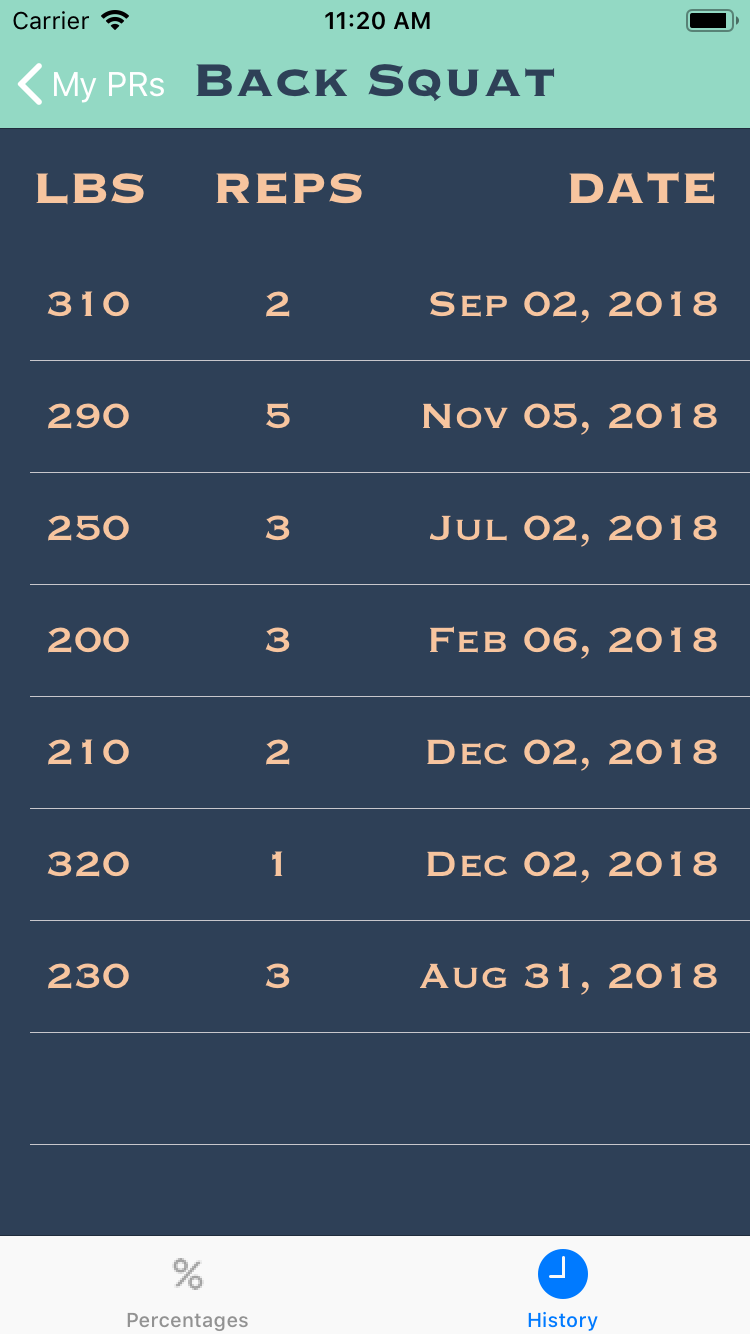 Carrier 11:20 AM
My PRs Back Squat
LBS REPS DATE
310 2 Sep 02, 2018
290 5 Nov 05, 2018
250 3 Jul 02, 2018
200 3 Feb 06, 2018
210 2 Dec 02, 2018
320 1 Dec 02, 2018
230 3 Aug 31, 2018
%
Percentages History